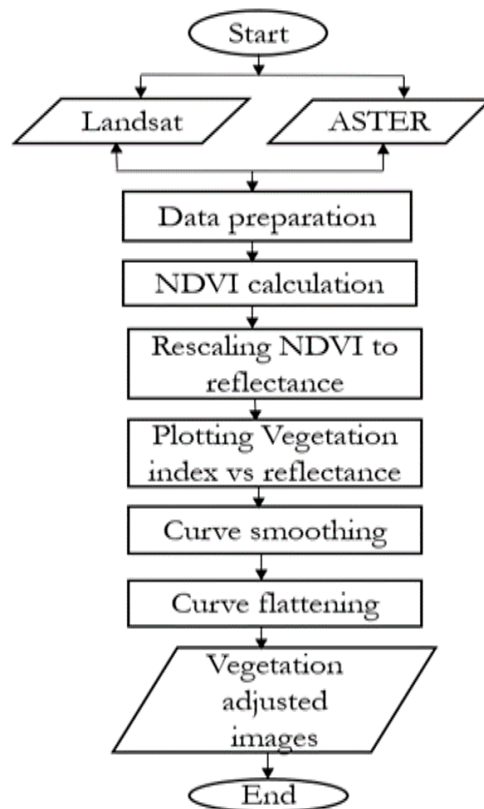 Start
Landsat
ASTER
Data preparation
NDVI calculation
Rescaling NDVI to
reflectance
Plotting Vegetation
index vs reflectance
Curve smoothing
Curve flattening
Vegetation
adjusted
images
End